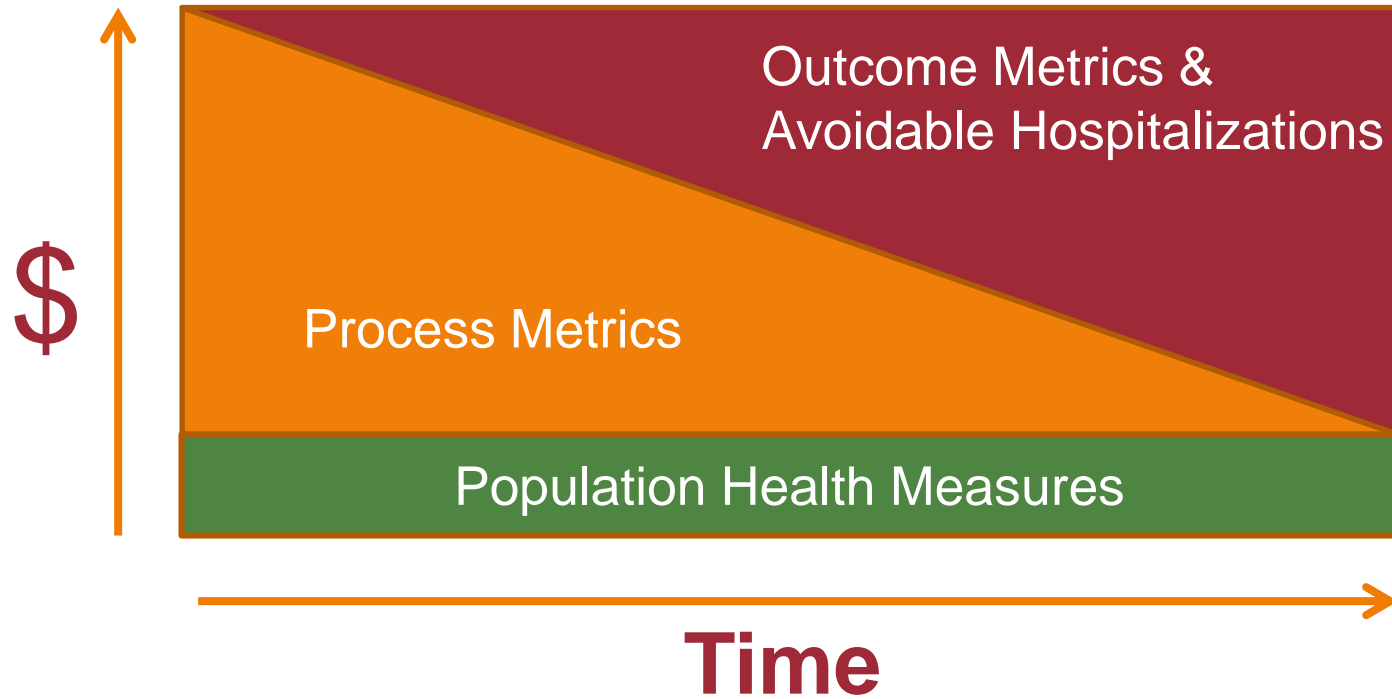 Outcome Metrics &
Avoidable Hospitalizations
$
Process Metrics
Population Health Measures
Time